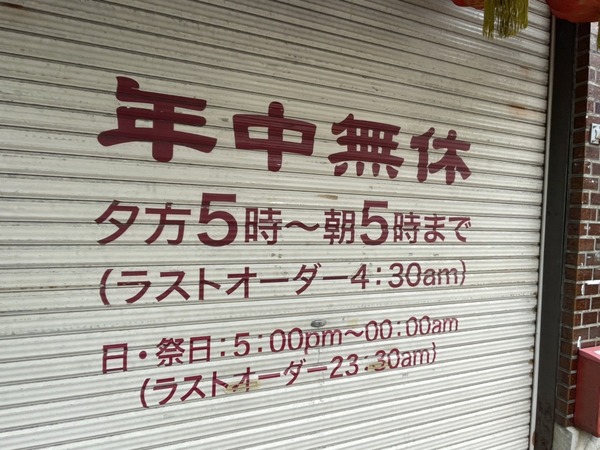 年中無休
夕方5時〜朝5時まで
(ラストオーダー4:30am)
日・祭日:5:00pm〜00:00am
(ラストオーダー23:30am)